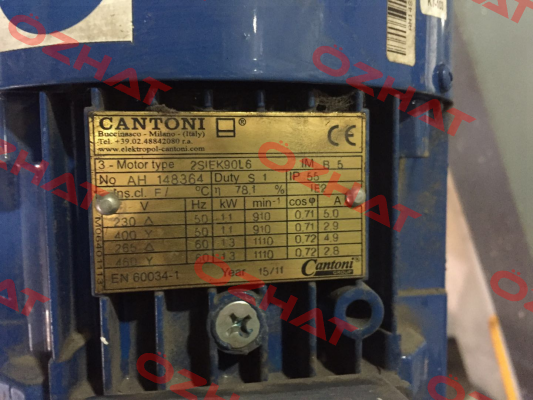 CANTONI ®
Buccinasco - Milano - (Italy)
Tel. +39.02.48842080 r.a.
www.elektropol-cantoni.com
CE
3 - Motor type 2SIEK90L6 IM B 5
No AH 148364 Duty S 1 IP 55
Ins.cl F / °C η 78.1 % IE2
V Hz kW min⁻¹ cosφ A
230 Δ 50 1.1 910 0.71 5.0
400 Y 50 1.1 910 0.71 2.9
265 Δ 60 1.3 1110 0.72 4.9
460 Y 60 1.3 1110 0.72 2.8
EN 60034-1 Year 15/11 Cantoni
GROUP
OZHAT
OZHAT
OZHAT
OZHAT
OZHAT
OZHAT